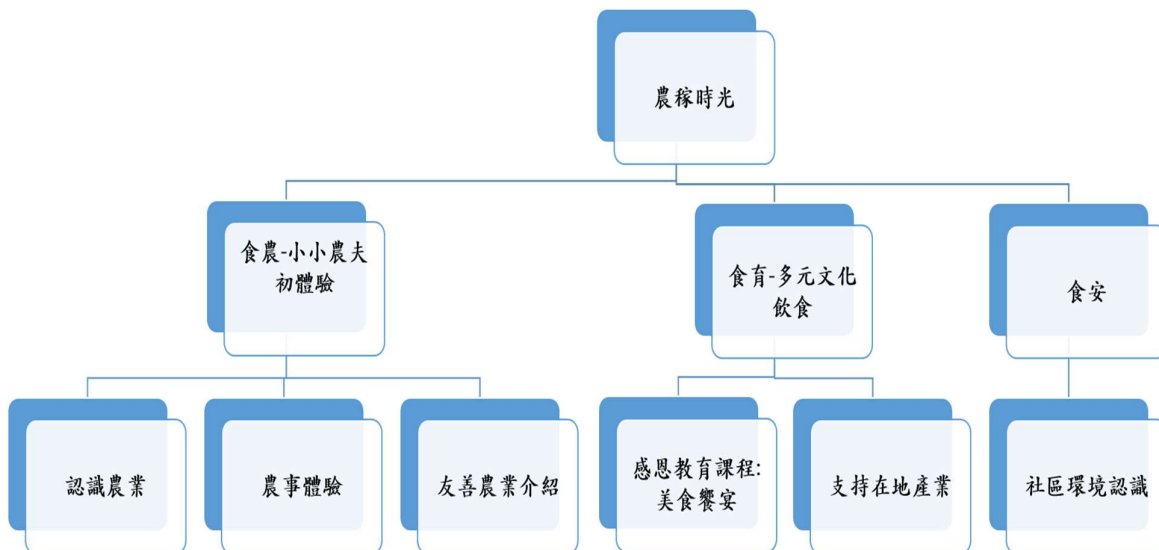 農稼時光
食農-小小農夫
初體驗
食育-多元文化
飲食
食安
認識農業
農事體驗
友善農業介紹
感恩教育課程:
美食饗宴
支持在地產業
社區環境認識